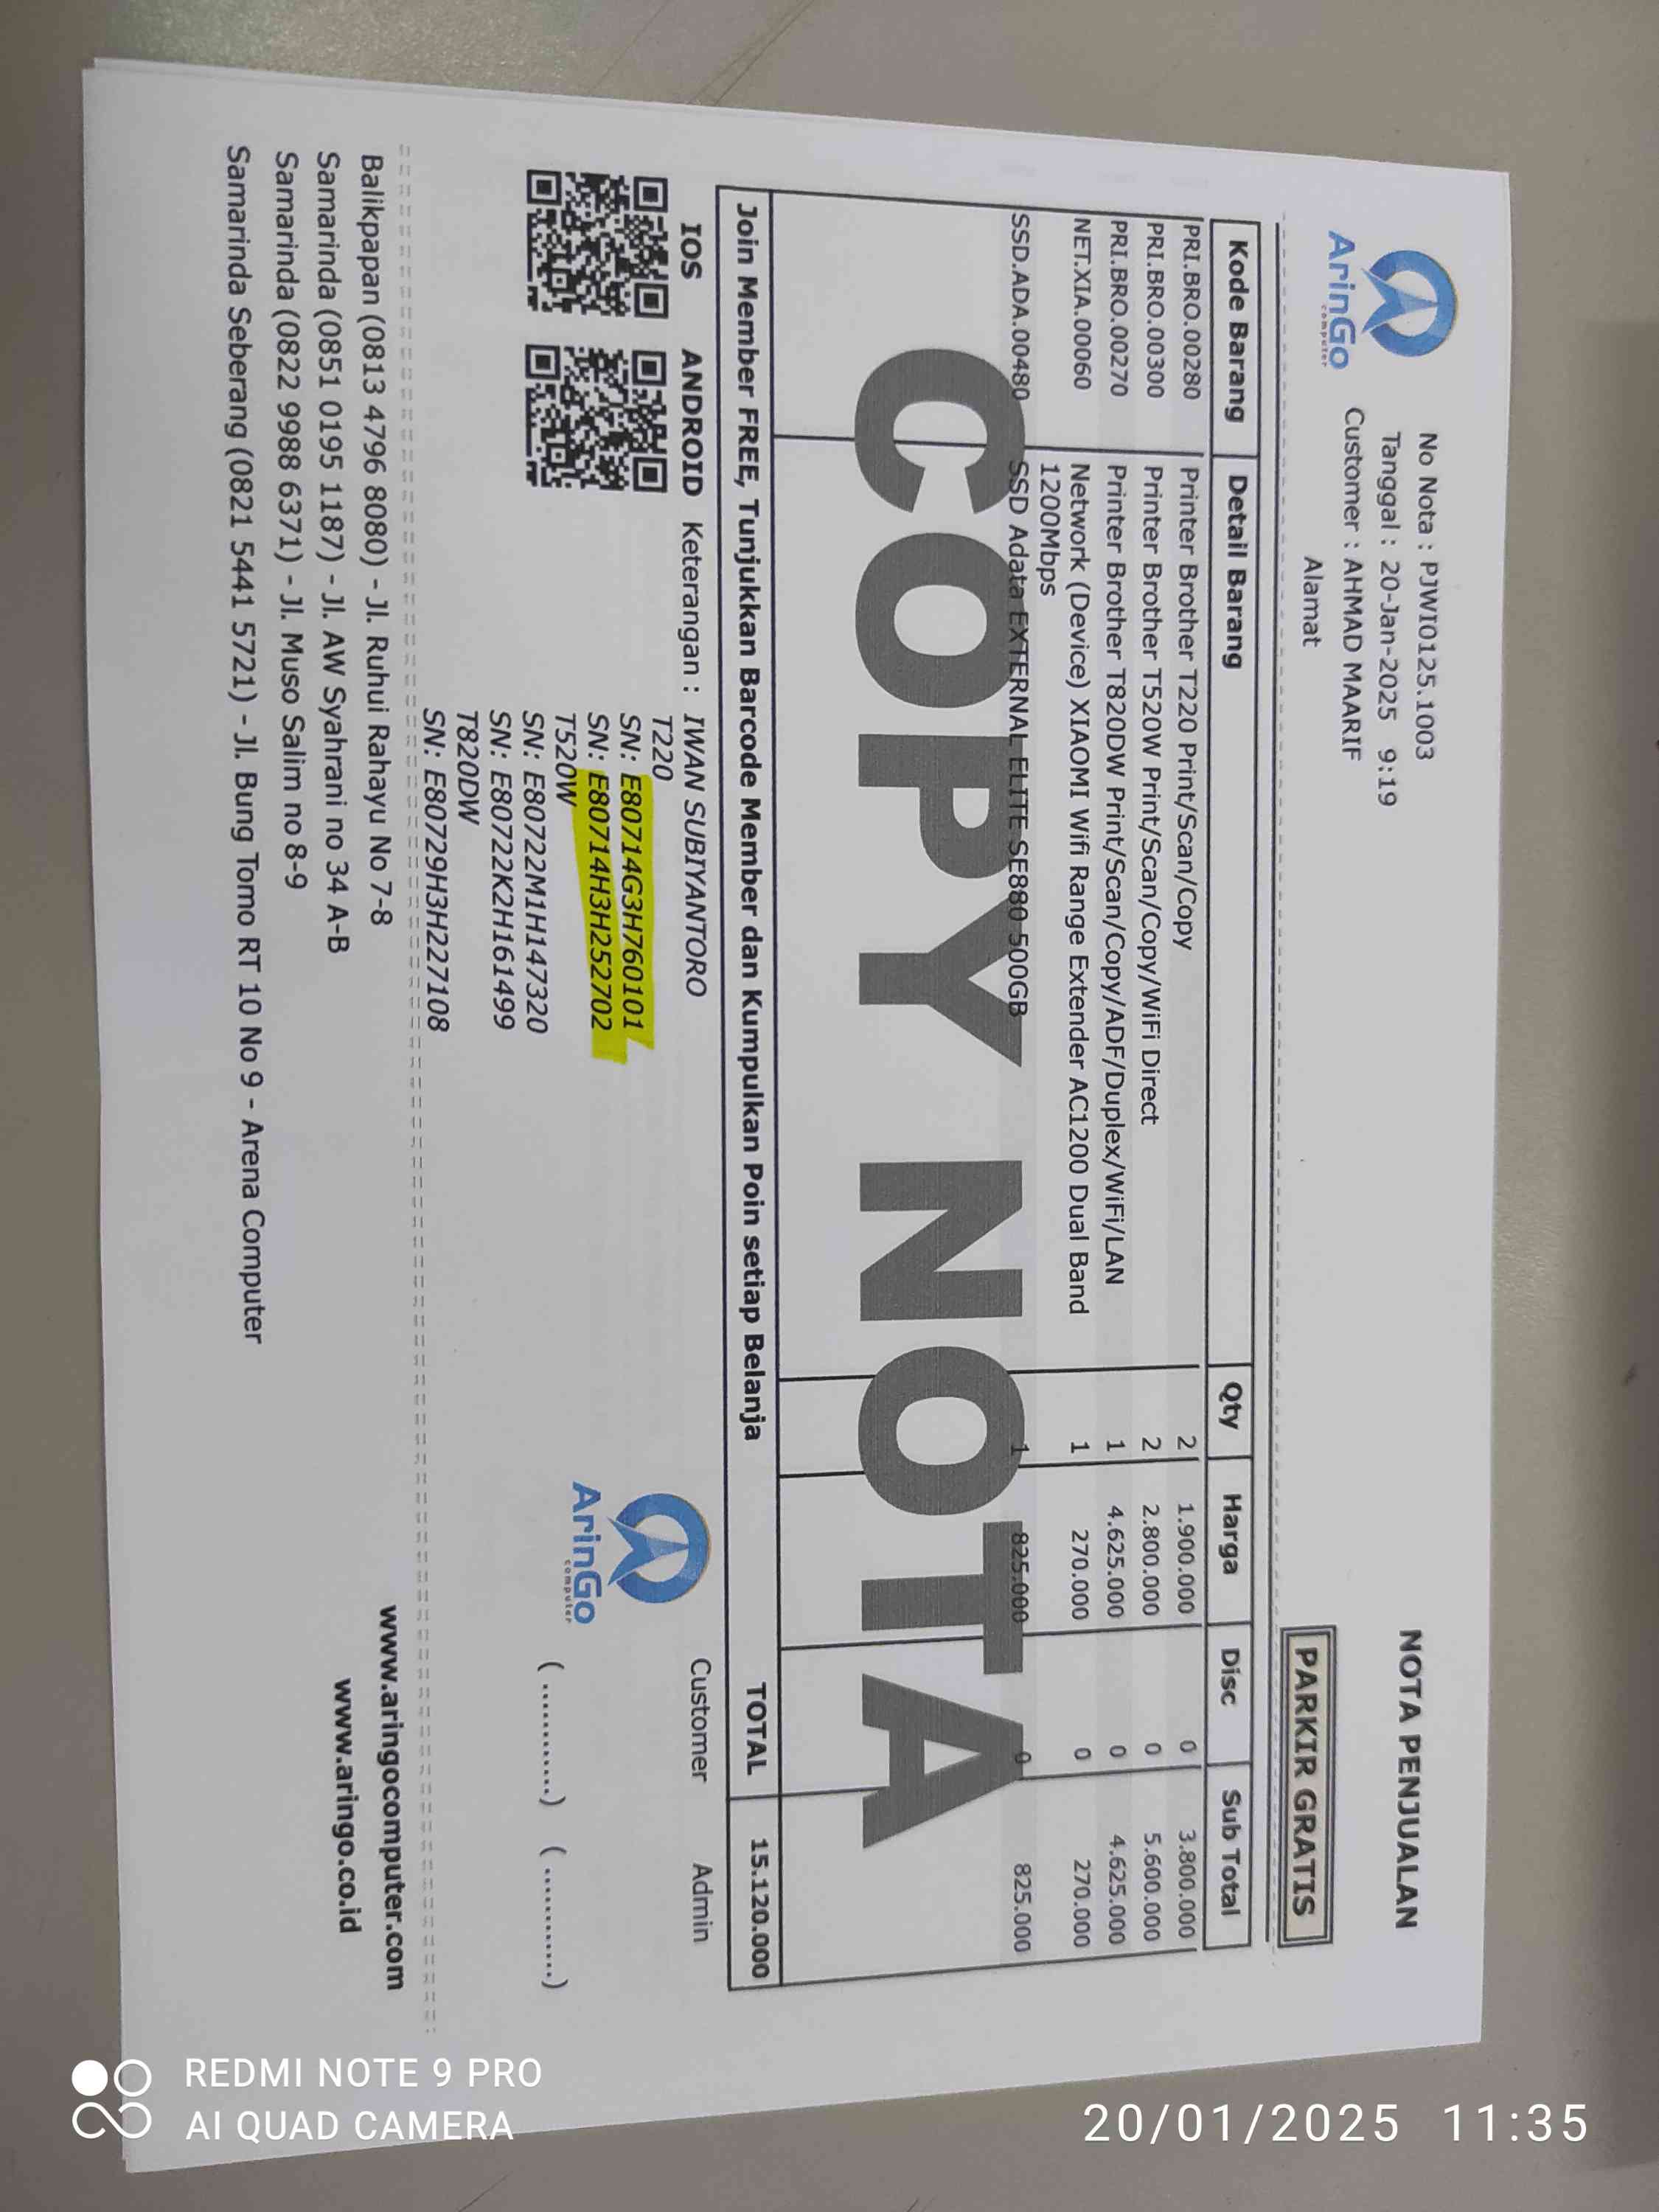 ArinGo
computer
No Nota : PJWI0125.1003
Tanggal : 20-Jan-2025 9:19
Customer : AHMAD MAARIF
Alamat
NOTA PENJUALAN
PARKIR GRATIS
Kode Barang Detail Barang Qty Harga Disc Sub Total
PRI.BRO.00280 Printer Brother T220 Print/Scan/Copy 2 1.900.000 0 3.800.000
PRI.BRO.00300 Printer Brother T520W Print/Scan/Copy/WiFi Direct 2 2.800.000 0 5.600.000
PRI.BRO.00270 Printer Brother T820DW Print/Scan/Copy/ADF/Duplex/WiFi/LAN 1 4.625.000 0 4.625.000
NET.XIA.00060 Network (Device) XIAOMI Wifi Range Extender AC1200 Dual Band 1 270.000 0 270.000
1200Mbps
SSD.ADA.00480 SSD Adata EXTERNAL ELITE SE880 500GB 1 825.000 0 825.000
COPY NOTA
Join Member FREE, Tunjukkan Barcode Member dan Kumpulkan Poin setiap Belanja TOTAL 15.120.000
IOS ANDROID Keterangan : IWAN SUBIYANTORO
T220
SN: E80714G3H760101
SN: E80714H3H252702
T520W
SN: E80722M1H147320
SN: E80722K2H161499
T820DW
SN: E80729H3H227108
ArinGo
computer
Customer Admin
( ..........) ( ..........)
Balikpapan (0813 4796 8080) - Jl. Ruhui Rahayu No 7-8
Samarinda (0851 0195 1187) - Jl. AW Syahrani no 34 A-B
Samarinda (0822 9988 6371) - Jl. Muso Salim no 8-9
Samarinda Seberang (0821 5441 5721) - Jl. Bung Tomo RT 10 No 9 - Arena Computer
www.aringocomputer.com
www.aringo.co.id
REDMI NOTE 9 PRO
AI QUAD CAMERA
20/01/2025 11:35